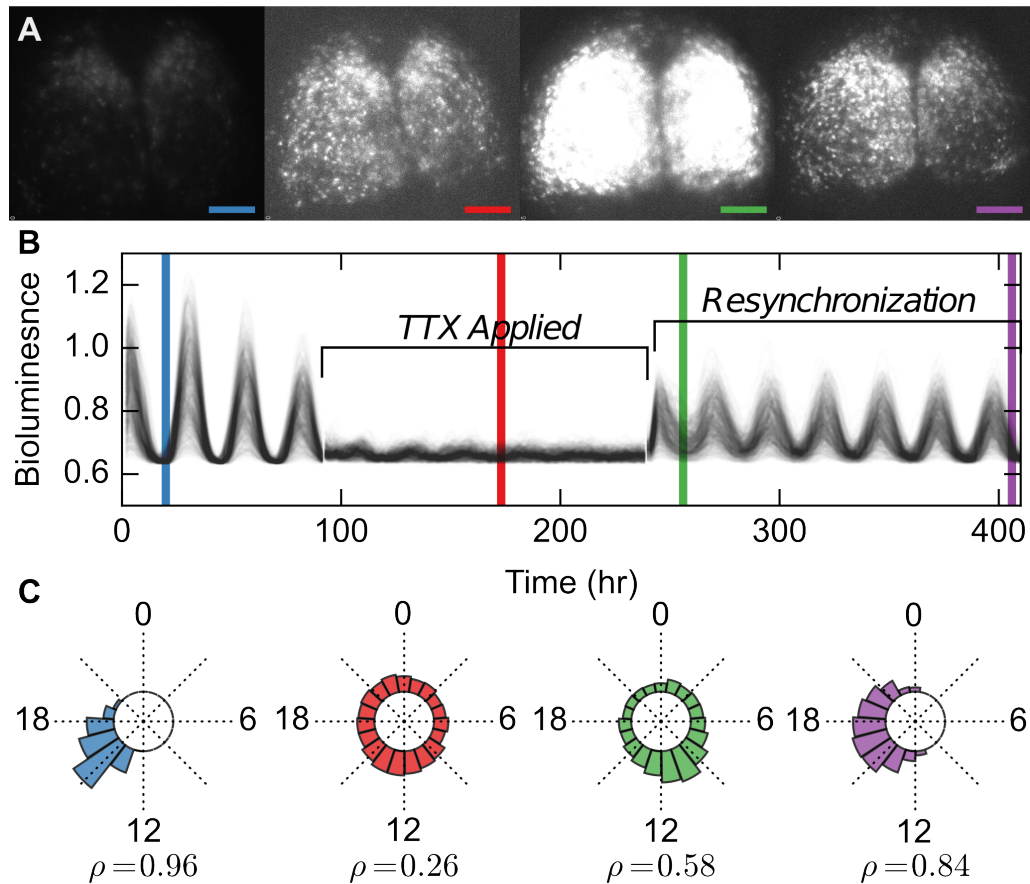 A
B
Bioluminesnce
1.2
1.0
0.8
0.6
TTX Applied
Resynchronization
0 100 200 300 400
Time (hr)
C
0 0 0 0
18 6 18 6 18 6 18 6
12 12 12 12
ρ=0.96 ρ=0.26 ρ=0.58 ρ=0.84